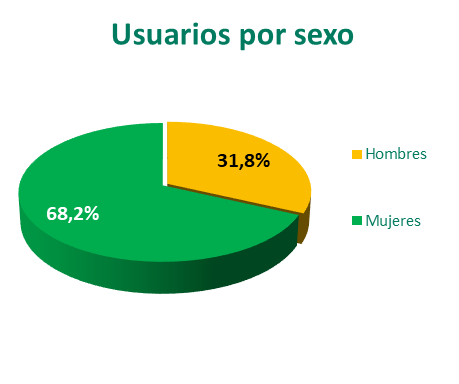 Usuarios por sexo
31,8%
Hombres
68,2%
Mujeres